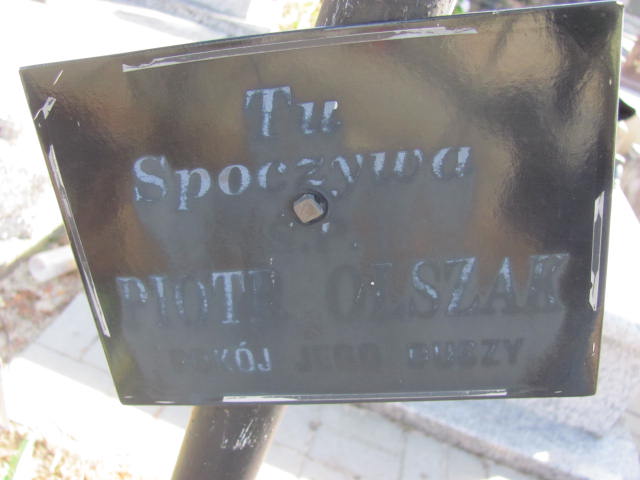 Tu
Spoczywa
Ś.P.
PIOTR OLSZAK
POKÓJ JEGO DUSZY